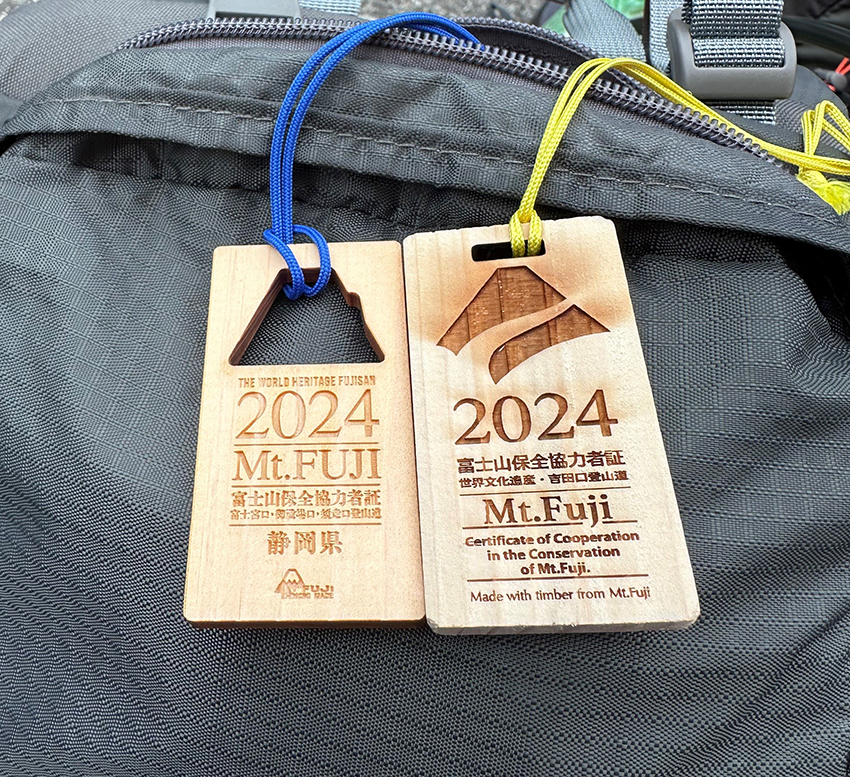 THE WORLD HERITAGE FUJISAN
2024
Mt.FUJI
富士山保全協力者証
富士宮口・御殿場口・須走口登山道
静岡県
FUJI
2024
富士山保全協力者証
世界文化遺産・吉田口登山道
Mt.Fuji
Certificate of Cooperation
in the Conservation
of Mt.Fuji.
Made with timber from Mt.Fuji